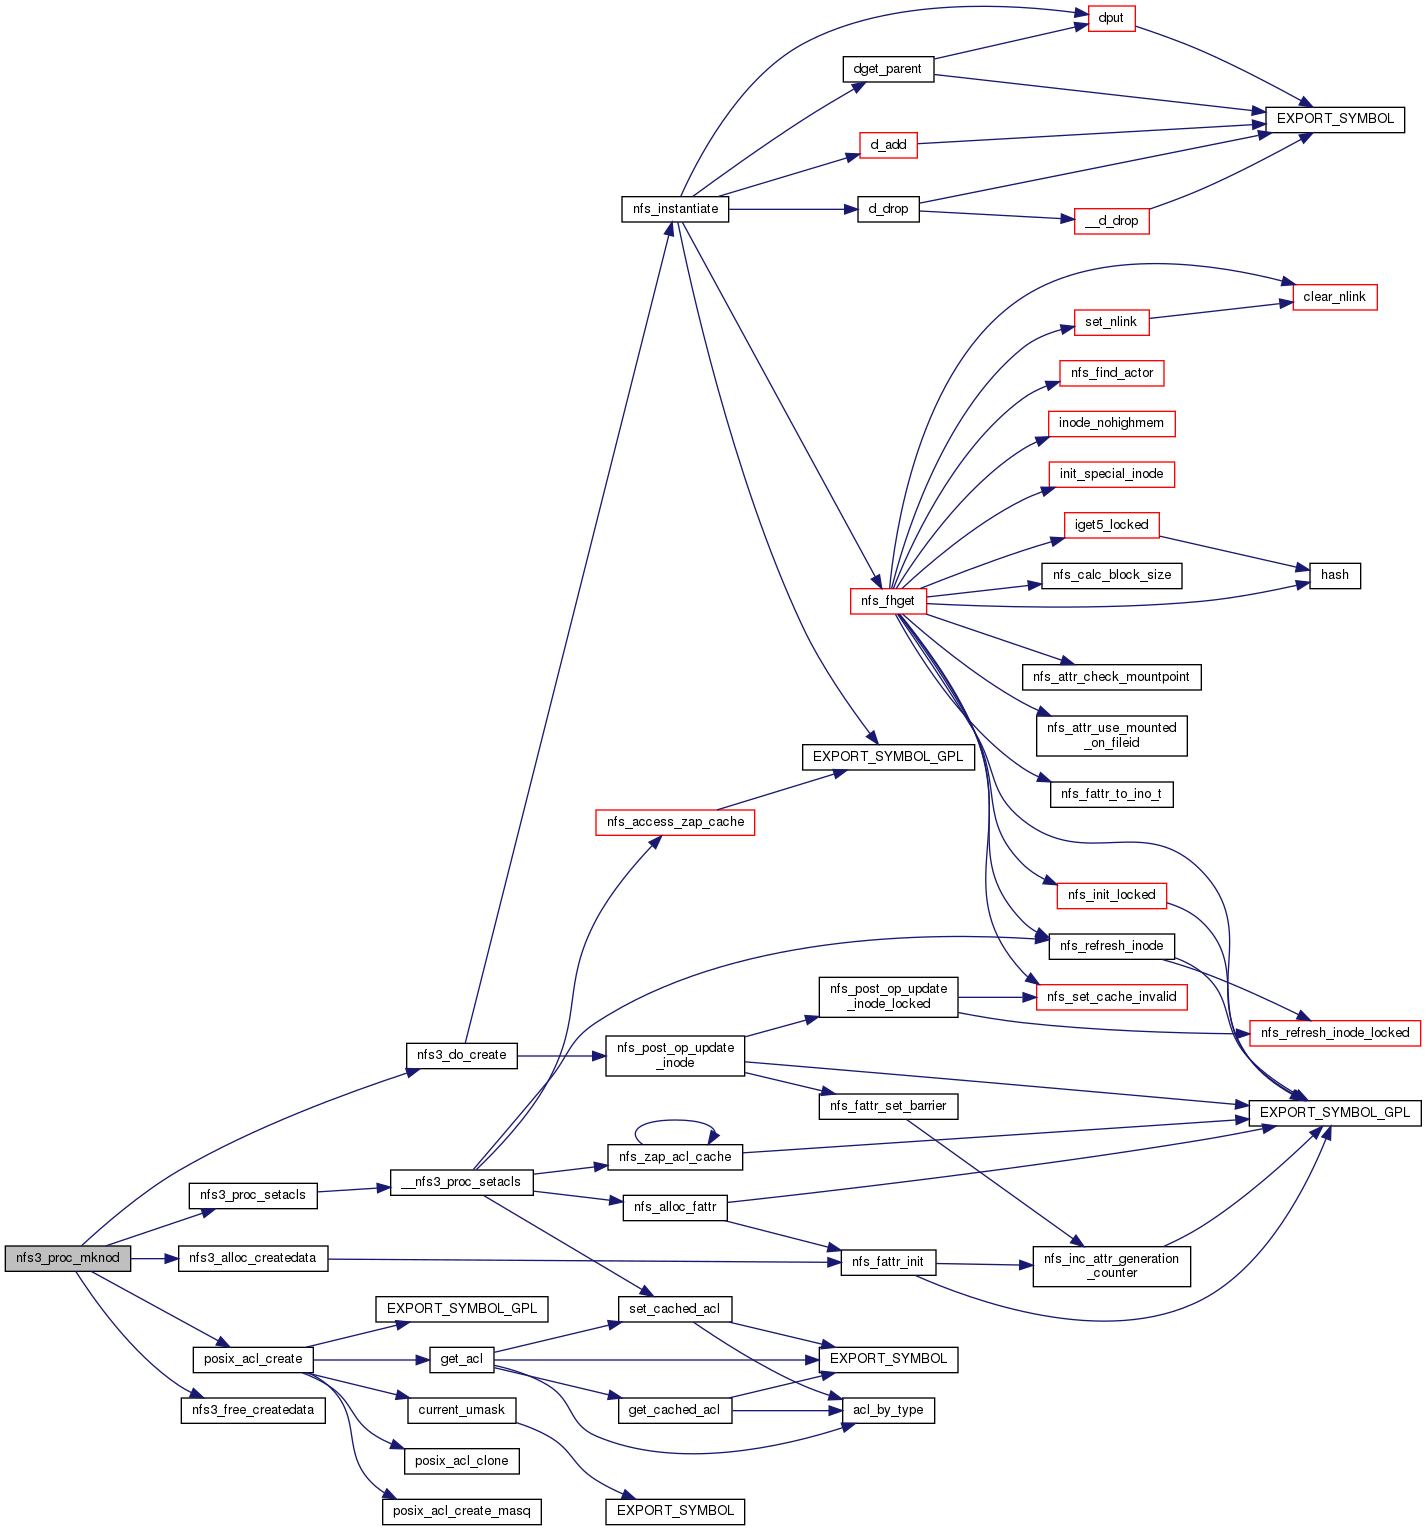 dput
dget_parent
EXPORT_SYMBOL
d_add
nfs_instantiate
d_drop
__d_drop
clear_nlink
set_nlink
nfs_find_actor
inode_nohighmem
init_special_inode
iget5_locked
nfs_calc_block_size
hash
nfs_fhget
nfs_attr_check_mountpoint
nfs_attr_use_mounted
_on_fileid
EXPORT_SYMBOL_GPL
nfs_fattr_to_ino_t
nfs_access_zap_cache
nfs_init_locked
nfs_refresh_inode
nfs_post_op_update
_inode_locked
nfs_set_cache_invalid
nfs_refresh_inode_locked
nfs3_do_create
nfs_post_op_update
_inode
nfs_fattr_set_barrier
EXPORT_SYMBOL_GPL
nfs_zap_acl_cache
__nfs3_proc_setacls
nfs3_proc_setacls
nfs_alloc_fattr
nfs3_proc_mknod
nfs3_alloc_createdata
nfs_fattr_init
nfs_inc_attr_generation
_counter
EXPORT_SYMBOL_GPL
set_cached_acl
posix_acl_create
get_acl
EXPORT_SYMBOL
nfs3_free_createdata
current_umask
get_cached_acl
acl_by_type
posix_acl_clone
posix_acl_create_masq
EXPORT_SYMBOL